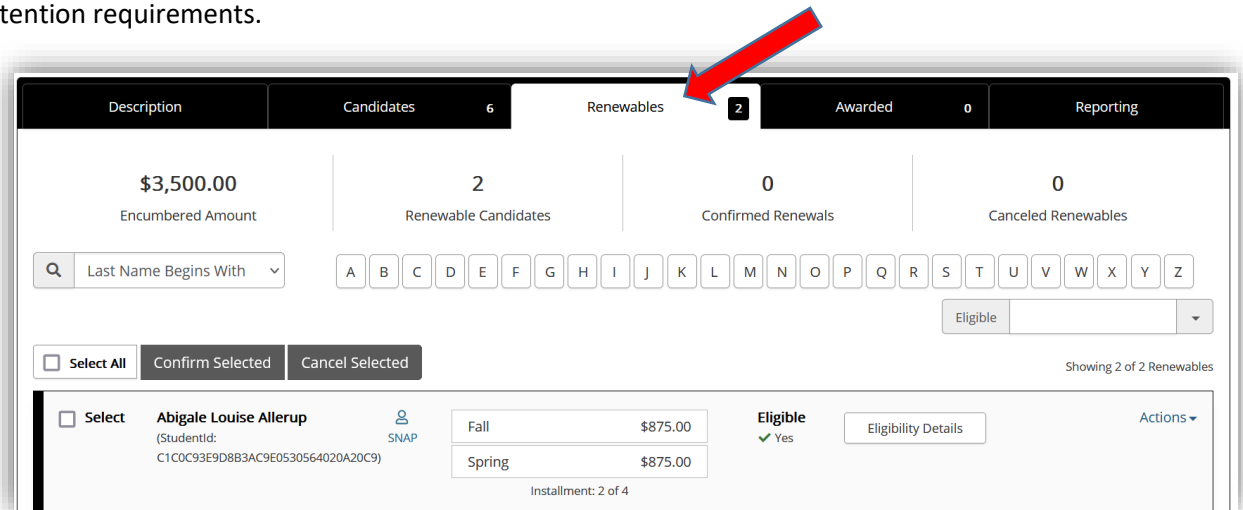 tention requirements.
Description Candidates 6 Renewables 2 Awarded 0 Reporting
$3,500.00 2 0 0
Encumbered Amount Renewable Candidates Confirmed Renewals Canceled Renewables
Last Name Begins With A B C D E F G H I J K L M N O P Q R S T U V W X Y Z
Eligible
Select All Confirm Selected Cancel Selected Showing 2 of 2 Renewables
Select Abigale Louise Allerup Fall $875.00 Eligible Eligibility Details Actions
(StudentId: SNAP Yes
C1C0C93E9D8B3AC9E0530564020A20C9) Spring $875.00
Installment: 2 of 4